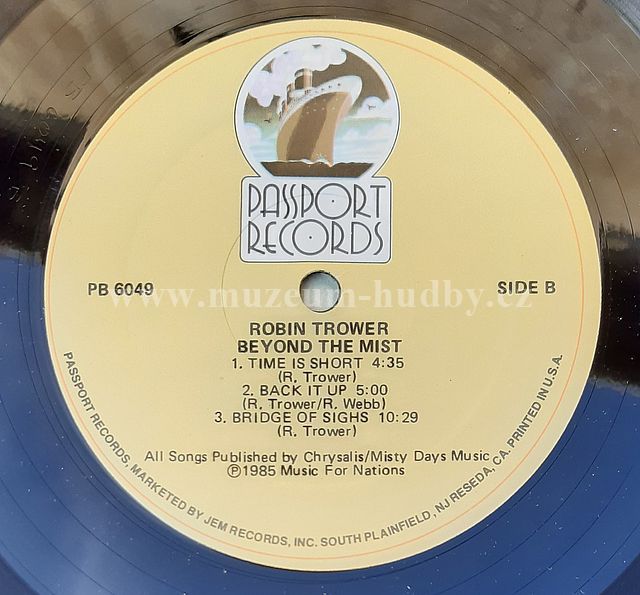 PASSPORT
RECORDS
PB 6049
SIDE B
www.muzeum-hudby.cz
ROBIN TROWER
BEYOND THE MIST
1. TIME IS SHORT 4:35
(R. Trower)
2. BACK IT UP 5:00
(R. Trower/R. Webb)
3. BRIDGE OF SIGHS 10:29
(R. Trower)
All Songs Published by Chrysalis/Misty Days Music
Ⓟ1985 Music For Nations
PASSPORT RECORDS, MARKETED BY JEM RECORDS, INC. SOUTH PLAINFIELD, NJ RESEDA, CA. PRINTED IN U.S.A.